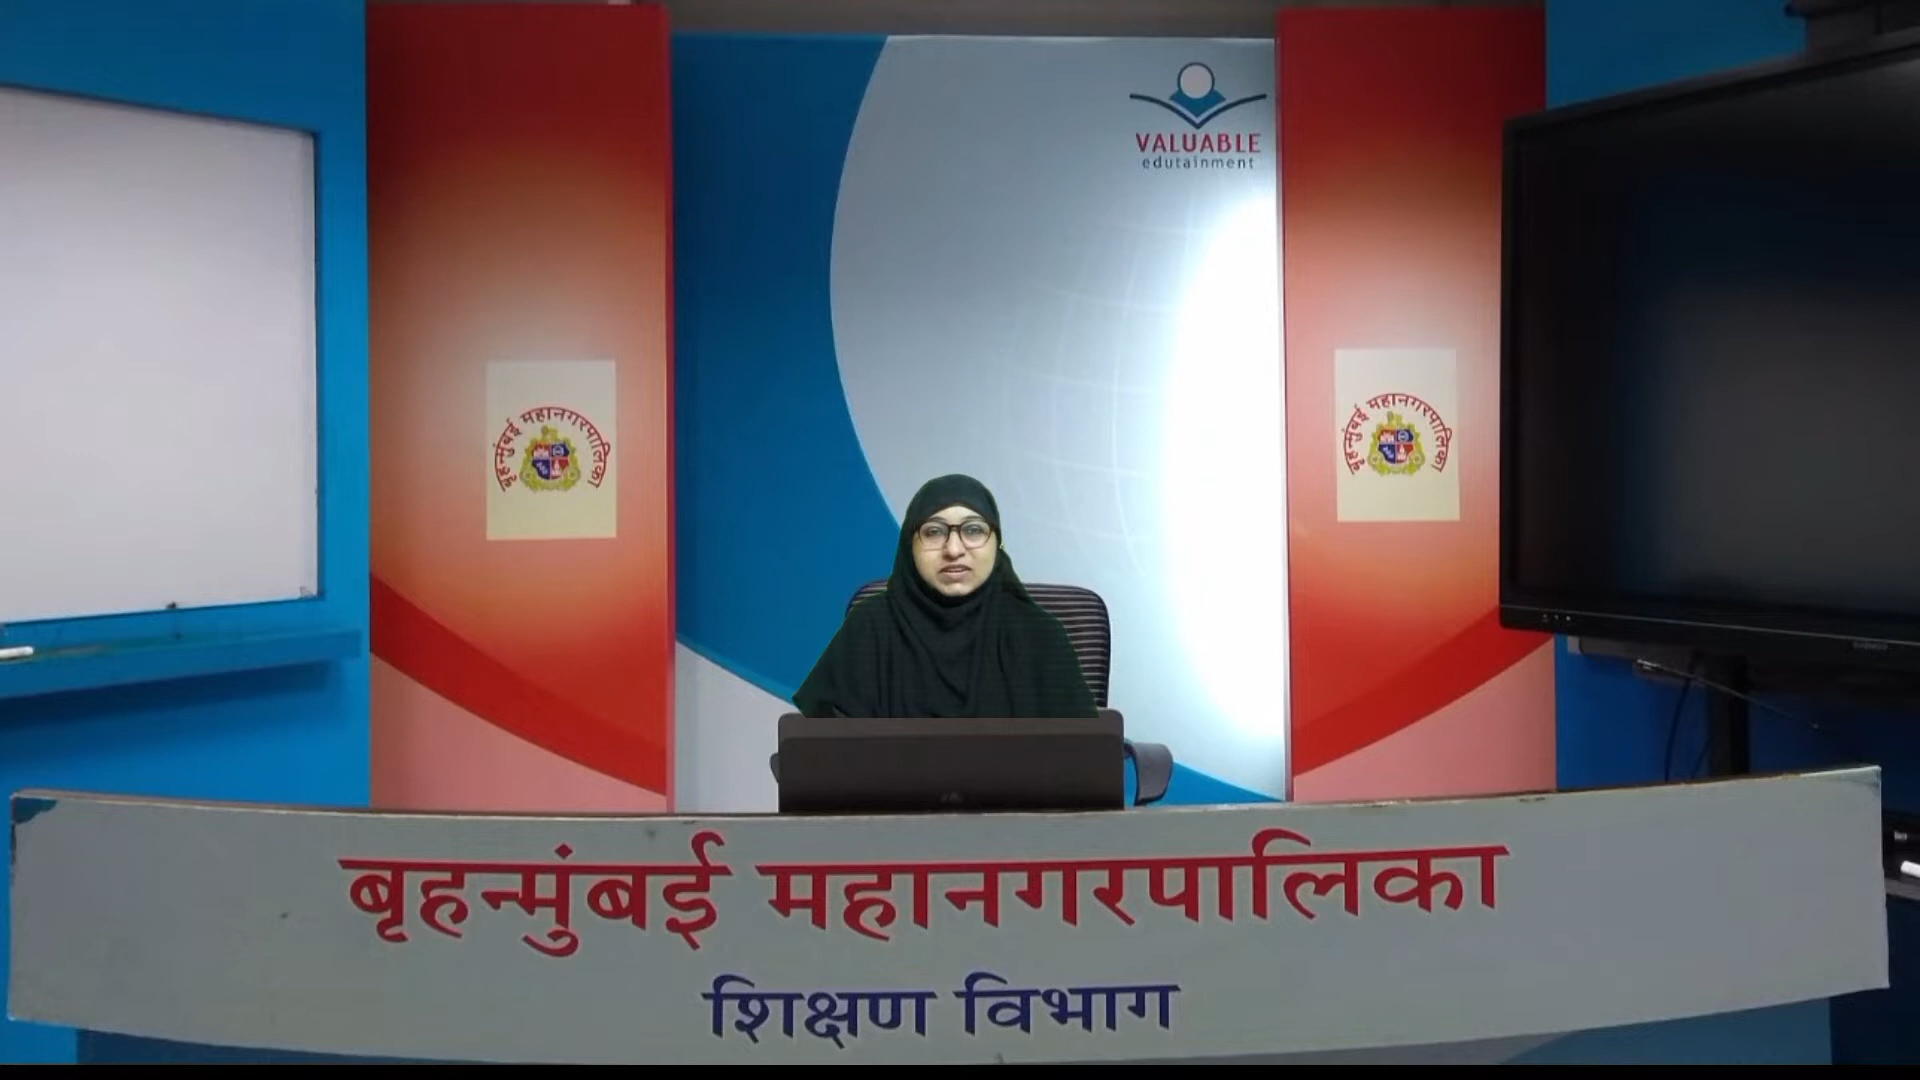 VALUABLE
edutainment
बृहन्मुंबई महानगरपालिका
बृहन्मुंबई महानगरपालिका
बृहन्मुंबई महानगरपालिका
शिक्षण विभाग